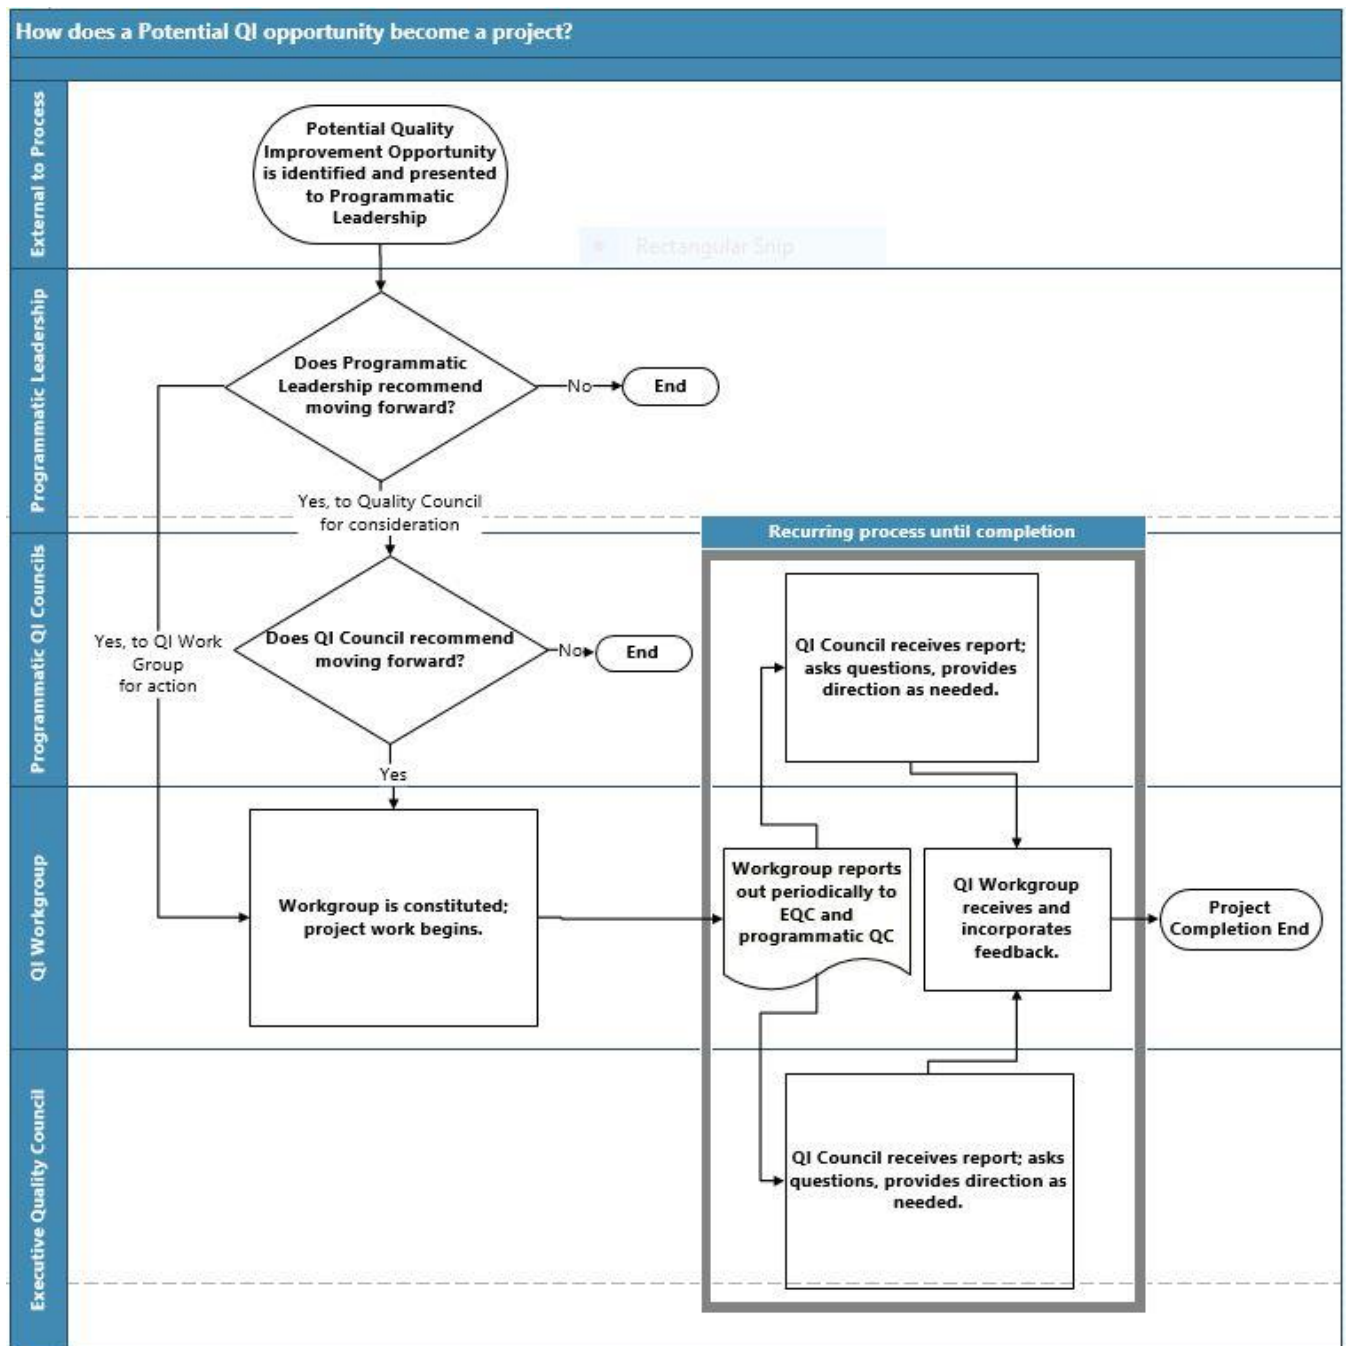 How does a Potential QI opportunity become a project?
External to Process
Potential Quality
Improvement Opportunity
is identified and presented
to Programmatic
Leadership
Rectangular Snip
Programmatic Leadership
Does Programmatic
Leadership recommend
moving forward?
No
End
Yes, to Quality Council
for consideration
Programmatic QI Councils
Recurring process until completion
Yes, to QI Work
Group
for action
Does QI Council recommend
moving forward?
No
End
QI Council receives report;
asks questions, provides
direction as needed.
Yes
QI Workgroup
Workgroup is constituted;
project work begins.
Workgroup reports
out periodically to
EQC and
programmatic QC
QI Workgroup
receives and
incorporates
feedback.
Project
Completion End
Executive Quality Council
QI Council receives report; asks
questions, provides direction as
needed.